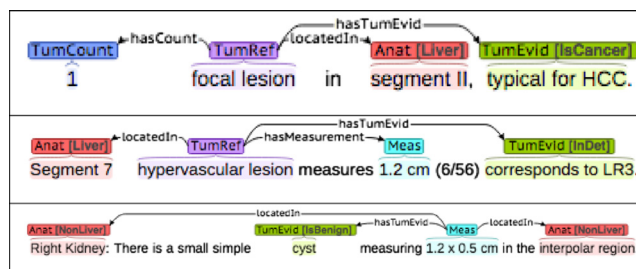 hasTumEvid
TumCount hasCount TumRef locatedIn Anat [Liver] TumEvid [IsCancer]
1 focal lesion in segment II, typical for HCC.
hasTumEvid
Anat [Liver] locatedIn TumRef hasMeasurement Meas TumEvid [InDet]
Segment 7 hypervascular lesion measures 1.2 cm (6/56) corresponds to LR3.
locatedIn
Anat [NonLiver] TumEvid [IsBenign] hasTumEvid Meas locatedIn Anat [NonLiver]
Right Kidney: There is a small simple cyst measuring 1.2 x 0.5 cm in the interpolar region